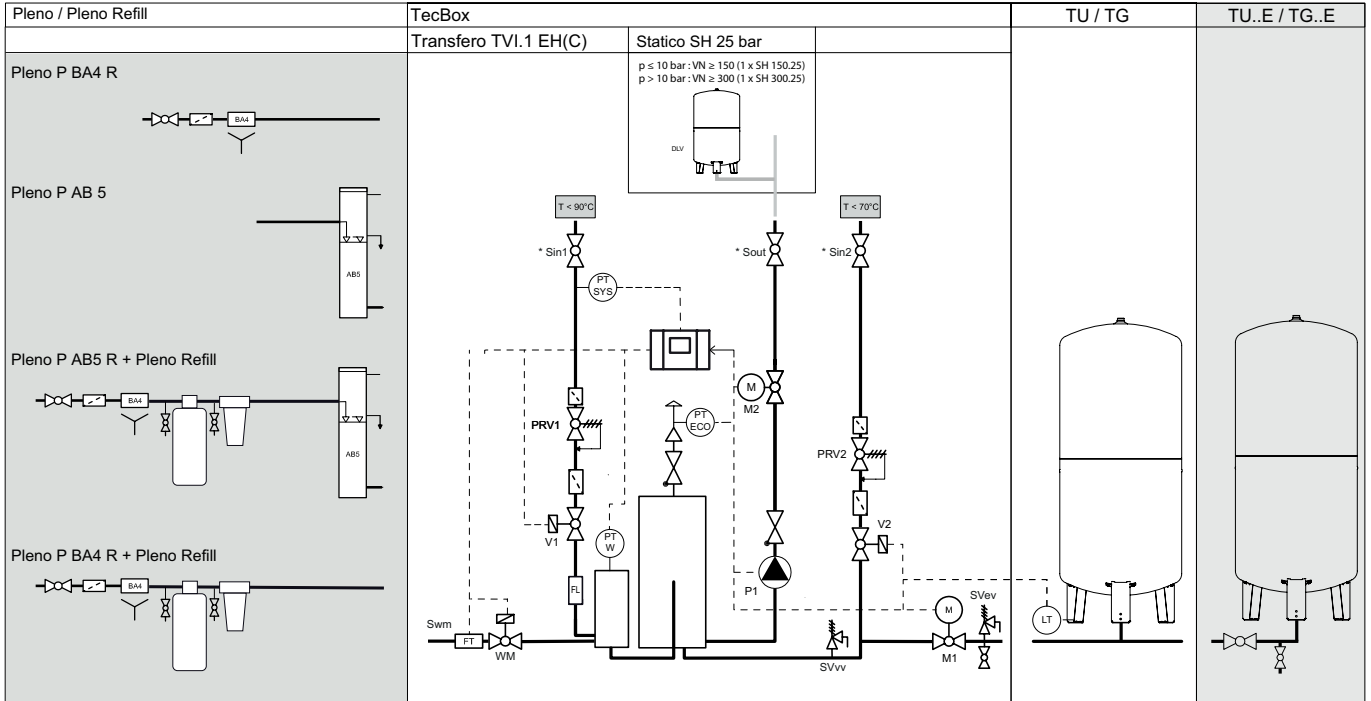 Pleno / Pleno Refill
TecBox
TU / TG
TU..E / TG..E
Transfero TVI.1 EH(C)
Statico SH 25 bar
p ≤ 10 bar : VN ≥ 150 (1 x SH 150.25)
p > 10 bar : VN ≥ 300 (1 x SH 300.25)
DLV
Pleno P BA4 R
BA4
Pleno P AB 5
AB5
Pleno P AB5 R + Pleno Refill
BA4
AB5
Pleno P BA4 R + Pleno Refill
BA4
T < 90°C
T < 70°C
* Sin1
* Sout
* Sin2
PT
SYS
M
M2
PRV1
PT
ECO
PRV2
V1
PT
W
V2
P1
FL
Swm
FT
WM
SVvv
M
M1
SVev
LT